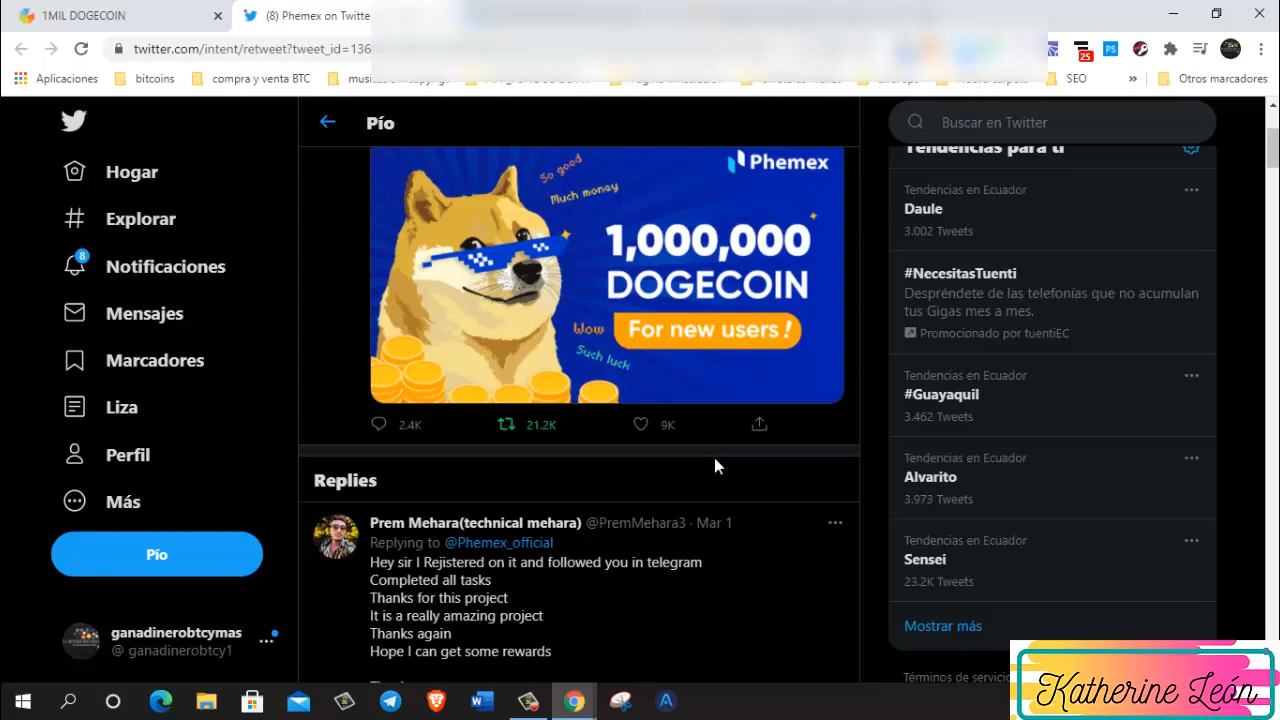 1MIL DOGECOIN
(8) Phemex on Twitte
twitter.com/intent/retweet?tweet_id=136
25
PS
Aplicaciones
bitcoins
compra y venta BTC
SEO
»
Otros marcadores
Hogar
Explorar
8
Notificaciones
Mensajes
Marcadores
Liza
Perfil
Más
Pío
ganadinerobtcymas
@ ganadinerobtcy1
Pío
So good
Much money
Phemex
1,000,000
DOGECOIN
For new users!
Wow
Such luck
2.4K
21.2K
9K
Replies
Prem Mehara(technical mehara) @PremMehara3 · Mar 1
Replying to @Phemex_official
Hey sir I Rejistered on it and followed you in telegram
Completed all tasks
Thanks for this project
It is a really amazing project
Thanks again
Hope I can get some rewards
Buscar en Twitter
Tendencias para ti
Tendencias en Ecuador
Daule
3.002 Tweets
#NecesitasTuenti
Despréndete de las telefonías que no acumulan
tus Gigas mes a mes.
Promocionado por tuentiEC
Tendencias en Ecuador
#Guayaquil
3.462 Tweets
Tendencias en Ecuador
Alvarito
3.973 Tweets
Tendencias en Ecuador
Sensei
23.2K Tweets
Mostrar más
Términos de servicio
Katherine León